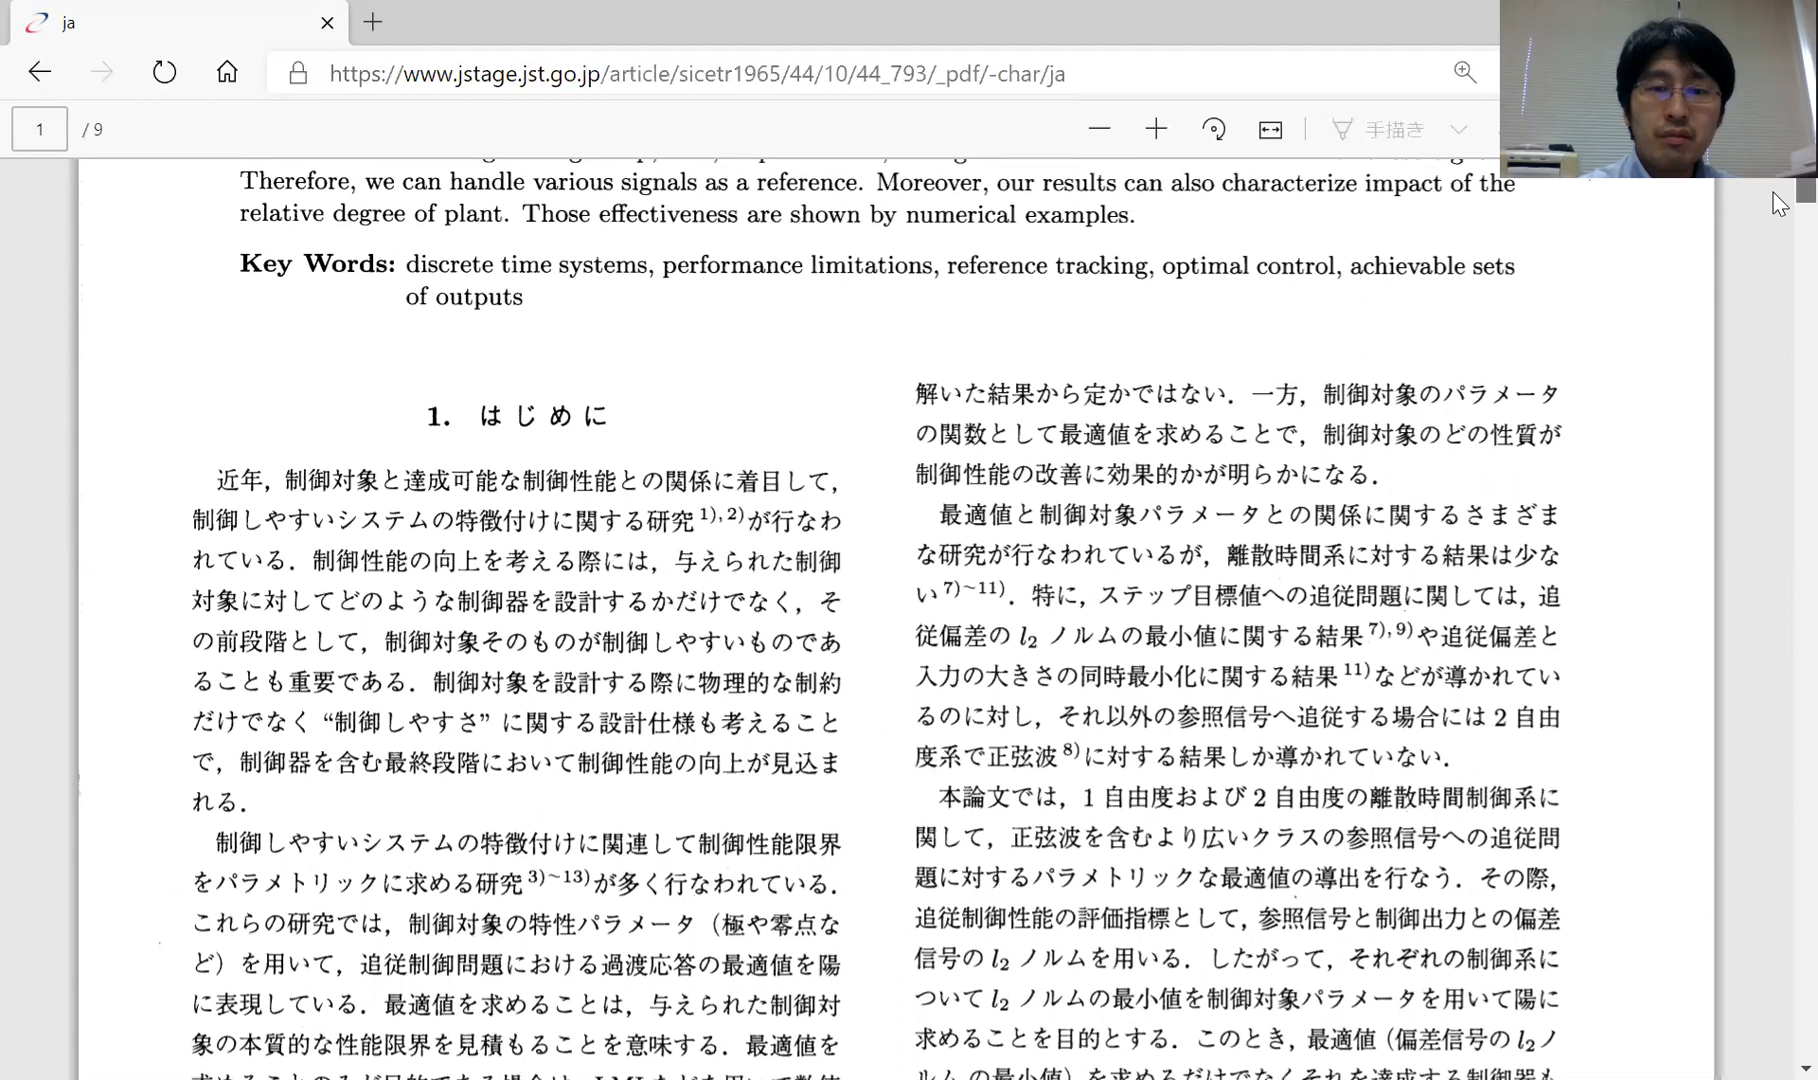 ja
https://www.jstage.jst.go.jp/article/sicetr1965/44/10/44_793/_pdf/-char/ja
1 / 9
手描き
Therefore, we can handle various signals as a reference. Moreover, our results can also characterize impact of the
relative degree of plant. Those effectiveness are shown by numerical examples.
Key Words: discrete time systems, performance limitations, reference tracking, optimal control, achievable sets
of outputs
1. はじめに
近年，制御対象と達成可能な制御性能との関係に着目して，
制御しやすいシステムの特徴付けに関する研究1), 2)が行なわ
れている．制御性能の向上を考える際には，与えられた制御
対象に対してどのような制御器を設計するかだけでなく，そ
の前段階として，制御対象そのものが制御しやすいものであ
ることも重要である．制御対象を設計する際に物理的な制約
だけでなく “制御しやすさ” に関する設計仕様も考えること
で，制御器を含む最終段階において制御性能の向上が見込ま
れる．
制御しやすいシステムの特徴付けに関連して制御性能限界
をパラメトリックに求める研究3)~13)が多く行なわれている．
これらの研究では，制御対象の特性パラメータ（極や零点な
ど）を用いて，追従制御問題における過渡応答の最適値を陽
に表現している．最適値を求めることは，与えられた制御対
象の本質的な性能限界を見積もることを意味する．最適値を
解いた結果から定かではない．一方，制御対象のパラメータ
の関数として最適値を求めることで，制御対象のどの性質が
制御性能の改善に効果的かが明らかになる．
最適値と制御対象パラメータとの関係に関するさまざま
な研究が行なわれているが，離散時間系に対する結果は少な
い7)~11)．特に，ステップ目標値への追従問題に関しては，追
従偏差の l2 ノルムの最小値に関する結果7), 9)や追従偏差と
入力の大きさの同時最小化に関する結果11)などが導かれてい
るのに対し，それ以外の参照信号へ追従する場合には 2 自由
度系で正弦波8)に対する結果しか導かれていない．
本論文では，1 自由度および 2 自由度の離散時間制御系に
関して，正弦波を含むより広いクラスの参照信号への追従問
題に対するパラメトリックな最適値の導出を行なう．その際，
追従制御性能の評価指標として，参照信号と制御出力との偏差
信号の l2 ノルムを用いる．したがって，それぞれの制御系に
ついて l2 ノルムの最小値を制御対象パラメータを用いて陽に
求めることを目的とする．このとき，最適値（偏差信号の l2ノ
ルムの最小値）を求めるだけでなくそれを達成する制御器も